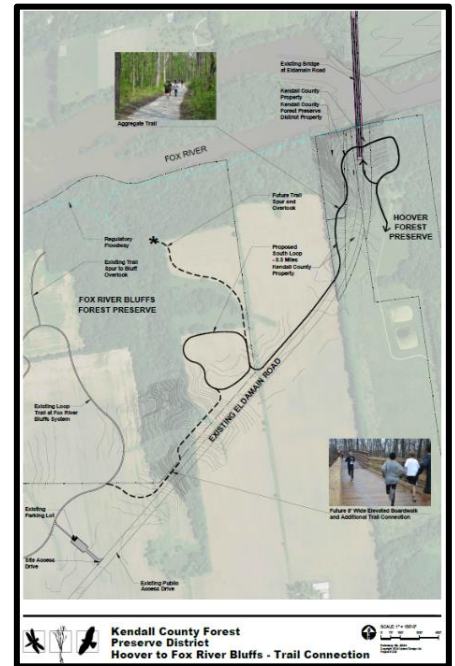 Existing Bridge
at Eldamain Road
Kendall County
Property
Kendall County
Forest Preserve
District Property
Aggregate Trail
FOX RIVER
Future Trail
Spur and
Overlook
HOOVER
FOREST
PRESERVE
Regulatory
Floodway
Proposed
South Loop
Kendall County
Property
Existing Trail
Spur to Bluff
Overlook
FOX RIVER BLUFFS
FOREST PRESERVE
EXISTING ELDAMAIN ROAD
Existing Loop
Trail at Fox River
Bluffs System
Existing
Parking Lot
Future 8' Wide Elevated Boardwalk
and Additional Trail Connection
Site Access
Drive
Existing Public
Access Drive
Kendall County Forest
Preserve District
Hoover to Fox River Bluffs - Trail Connection